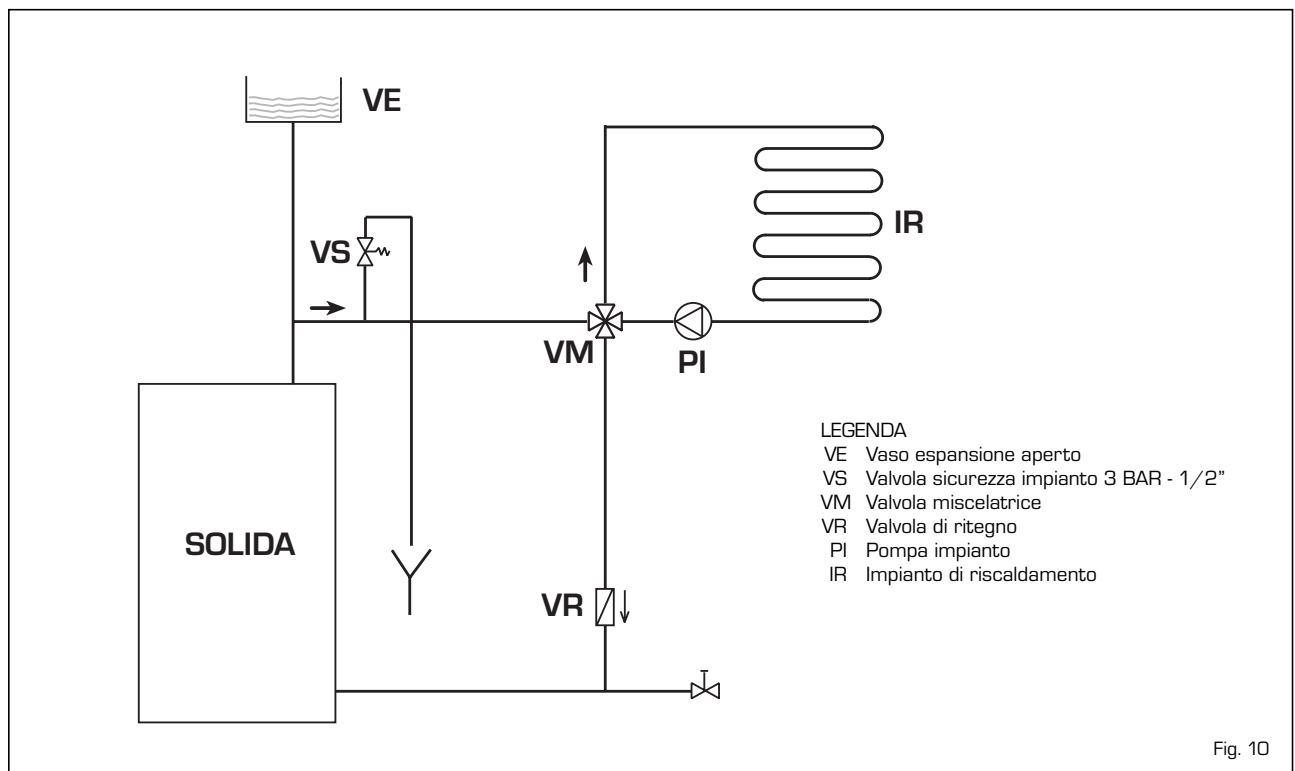 VE
VS
IR
VM
PI
LEGENDA
VE Vaso espansione aperto
VS Valvola sicurezza impianto 3 BAR - 1/2”
VM Valvola miscelatrice
VR Valvola di ritegno
PI Pompa impianto
IR Impianto di riscaldamento
SOLIDA
VR
Fig. 10